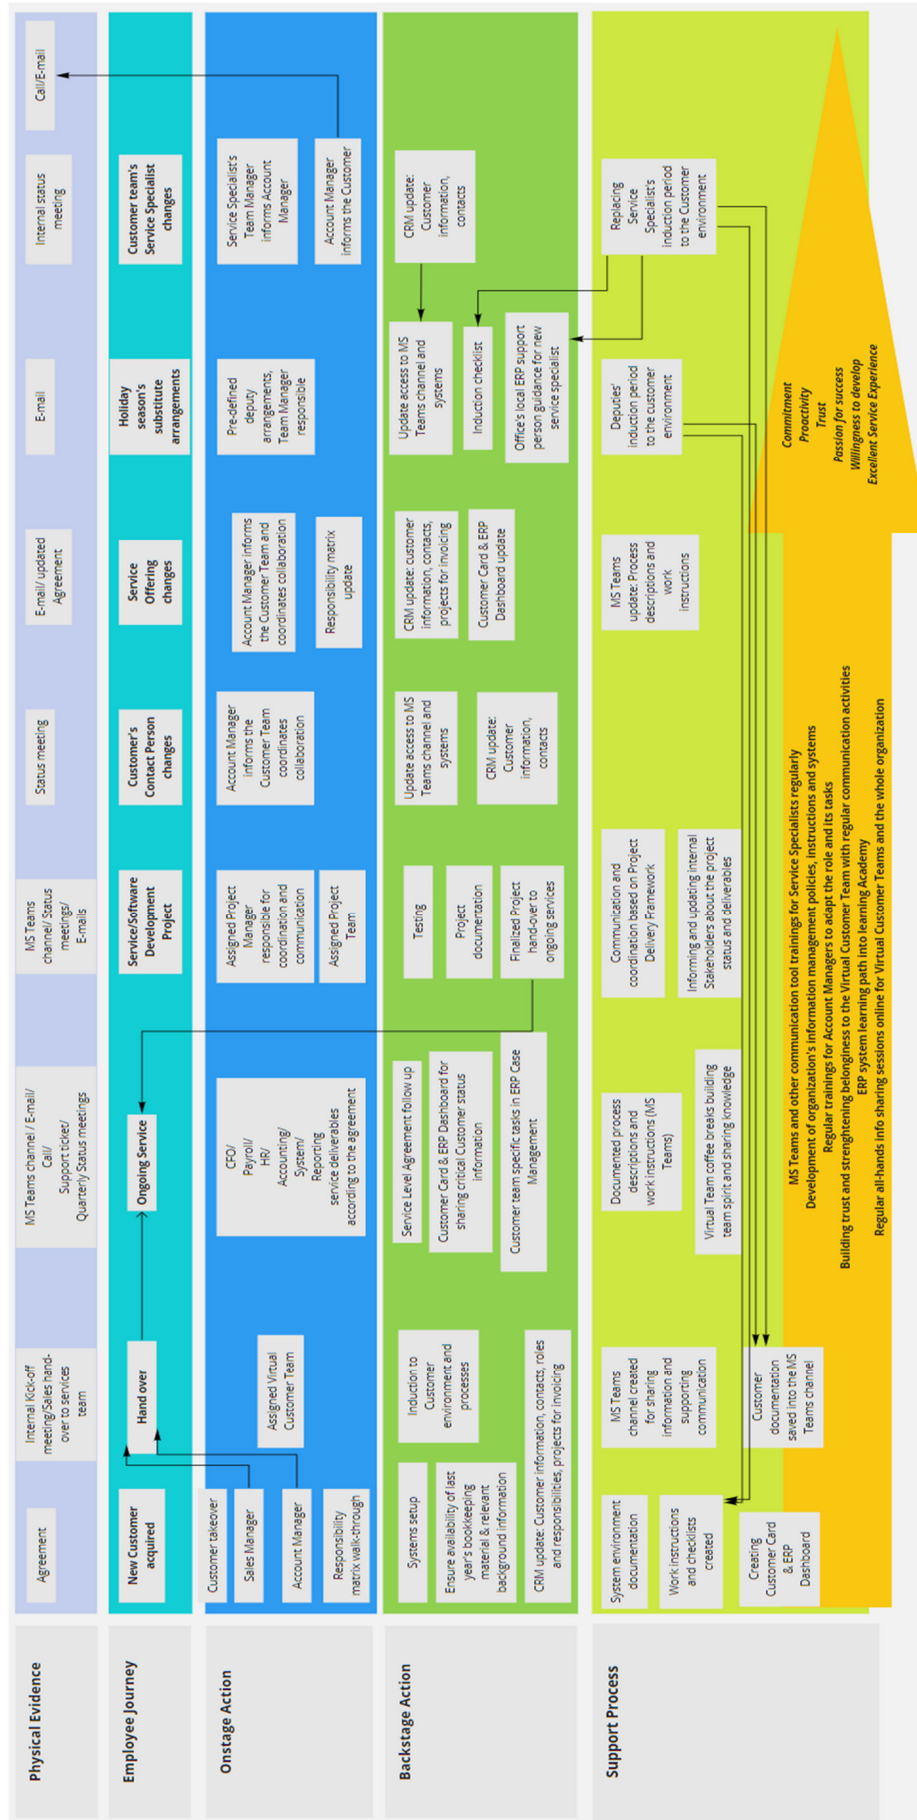 Physical Evidence
Agreement
Internal Kick-off
meeting/Sales hand-
over to services
team
MS Teams channel / E-mail/
Call/
Support ticket/
Quarterly Status meetings
MS Teams
channel/ Status
meetings/
E-mails
Status meeting
E-mail/ updated
Agreement
E-mail
Internal status
meeting
Call/E-mail
Employee Journey
New Customer
acquired
Hand over
Ongoing Service
Service/Software
Development
Project
Customer's
Contact Person
changes
Service
Offering
changes
Holiday
season's
substitute
arrangements
Customer team's
Service Specialist
changes
Onstage Action
Customer takeover
Sales Manager
Account Manager
Responsibility
matrix walk-through
Assigned Virtual
Customer Team
CFO/
Payroll/
HR/
Accounting/
System/
Reporting
service deliverables
according to the agreement
Assigned Project
Manager
responsible for
coordination and
communication
Assigned Project
Team
Account Manager
informs the
Customer Team
coordinates
collaboration
Account Manager informs
the Customer Team and
coordinates collaboration
Responsibility matrix
update
Pre-defined
deputy
arrangements,
Team Manager
responsible
Service Specialist's
Team Manager
informs Account
Manager
Account Manager
informs the Customer
Backstage Action
Systems setup
Ensure availability of last
year's bookkeeping
material & relevant
background information
Induction to
Customer
environment and
processes
CRM update: Customer information, contacts, roles
and responsibilities, projects for invoicing
Service Level Agreement follow up
Customer Card & ERP Dashboard for
sharing critical Customer status
information
Customer team specific tasks in ERP Case
Management
Testing
Project
documentation
Finalized Project
hand-over to
ongoing services
Update access to MS
Teams channel and
systems
CRM update:
Customer
information,
contacts
CRM update: customer
information, contacts,
projects for invoicing
Customer Card & ERP
Dashboard update
Update access to MS
Teams channel and
systems
Induction checklist
Office's local ERP support
person guidance for new
service specialist
CRM update:
Customer
information,
contacts
Support Process
System environment
documentation
Work instructions
and checklists
created
Creating
Customer Card
& ERP
Dashboard
MS Teams
channel created
for sharing
information and
supporting
communication
Customer
documentation
saved into the MS
Teams channel
Documented process
descriptions and
work instructions (MS
Teams)
Virtual Team coffee breaks building
team spirit and sharing knowledge
Communication and
coordination based on Project
Delivery Framework
Informing and updating internal
Stakeholders about the project
status and deliverables
MS Teams
update: Process
descriptions and
work
instructions
Deputies'
induction period
to the customer
environment
Replacing
Service
Specialist's
induction period
to the Customer
environment
MS Teams and other communication tool trainings for Service Specialists regularly
Development of organization's information management policies, instructions and systems
Regular trainings for Account Managers to adapt the role and its tasks
Building trust and strenghtening belonginess to the Virtual Customer Team with regular communication activities
ERP system learning path into learning Academy
Regular all-hands info sharing sessions online for Virtual Customer Teams and the whole organization
Commitment
Proactivity
Trust
Passion for success
Willingness to develop
Excellent Service Experience